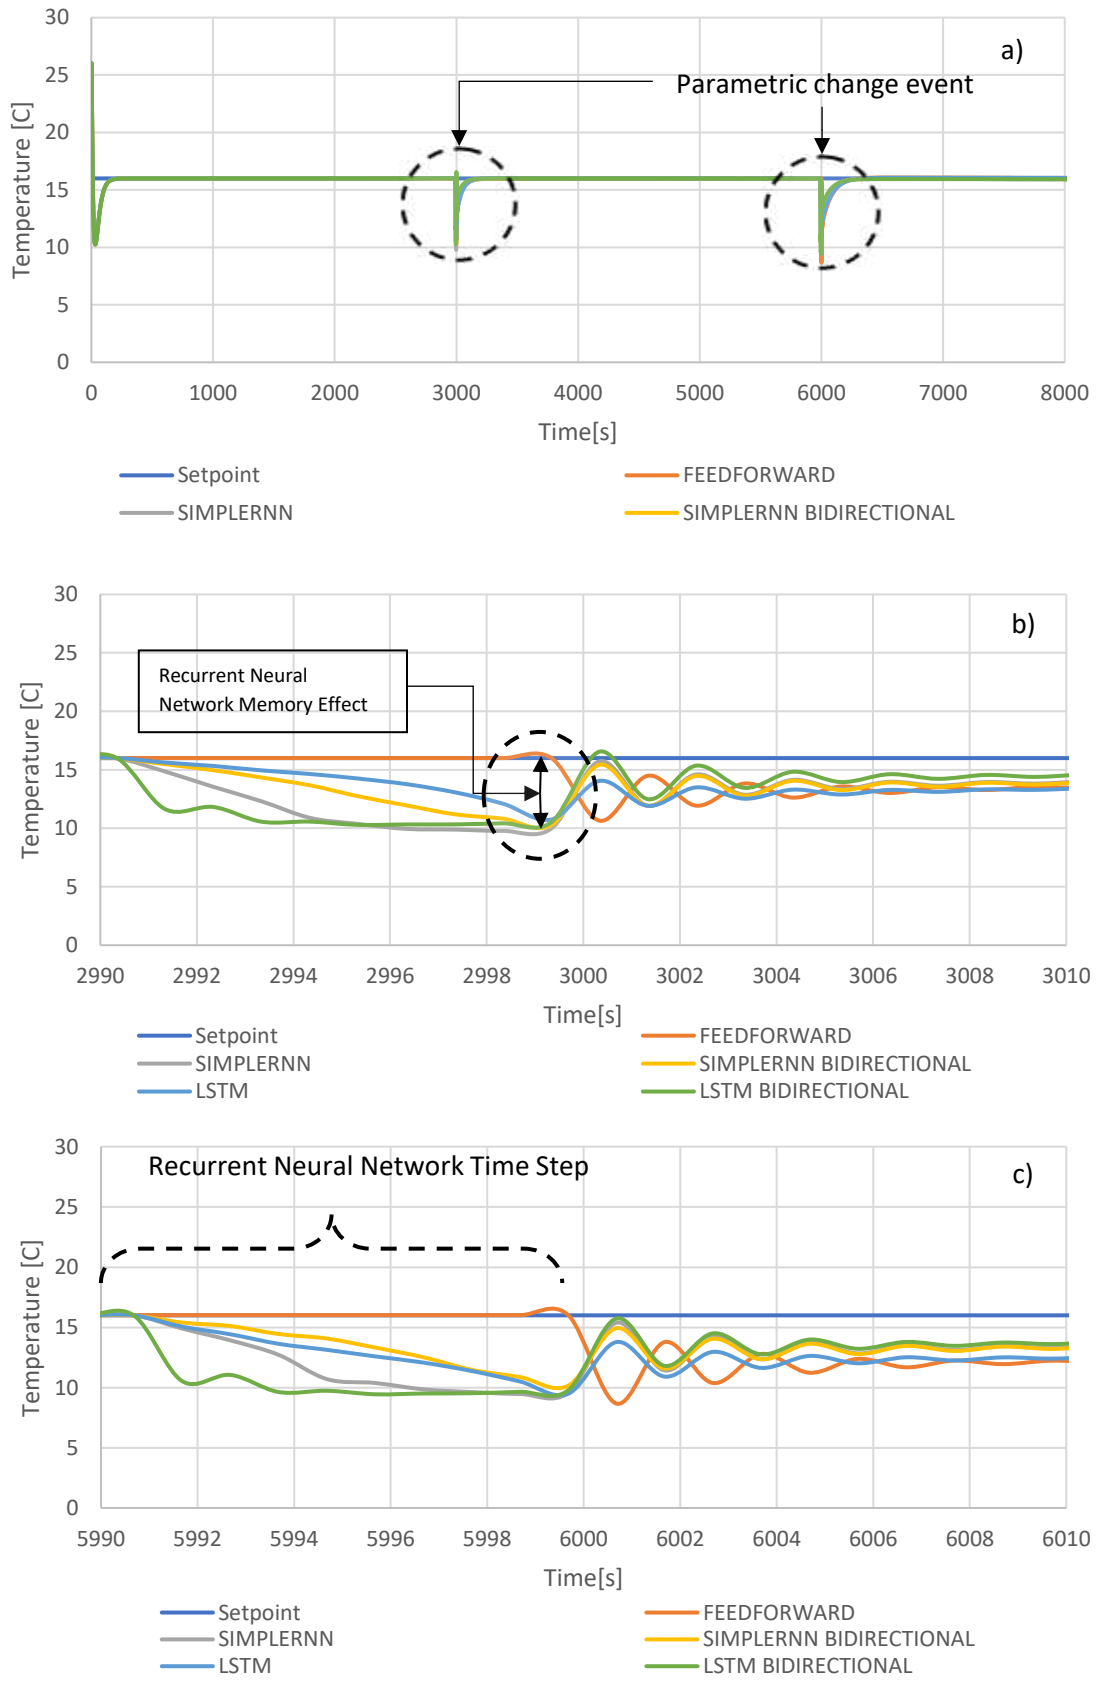 30
a)
25
Parametric change event
20
15
10
5
0
Temperature [C]
0 1000 2000 3000 4000 5000 6000 7000 8000
Time[s]
Setpoint FEEDFORWARD
SIMPLERNN SIMPLERNN BIDIRECTIONAL
30
b)
25
Recurrent Neural
Network Memory Effect
20
15
10
5
0
Temperature [C]
2990 2992 2994 2996 2998 3000 3002 3004 3006 3008 3010
Time[s]
Setpoint FEEDFORWARD
SIMPLERNN SIMPLERNN BIDIRECTIONAL
LSTM LSTM BIDIRECTIONAL
30
Recurrent Neural Network Time Step
c)
25
20
15
10
5
0
Temperature [C]
5990 5992 5994 5996 5998 6000 6002 6004 6006 6008 6010
Time[s]
Setpoint FEEDFORWARD
SIMPLERNN SIMPLERNN BIDIRECTIONAL
LSTM LSTM BIDIRECTIONAL